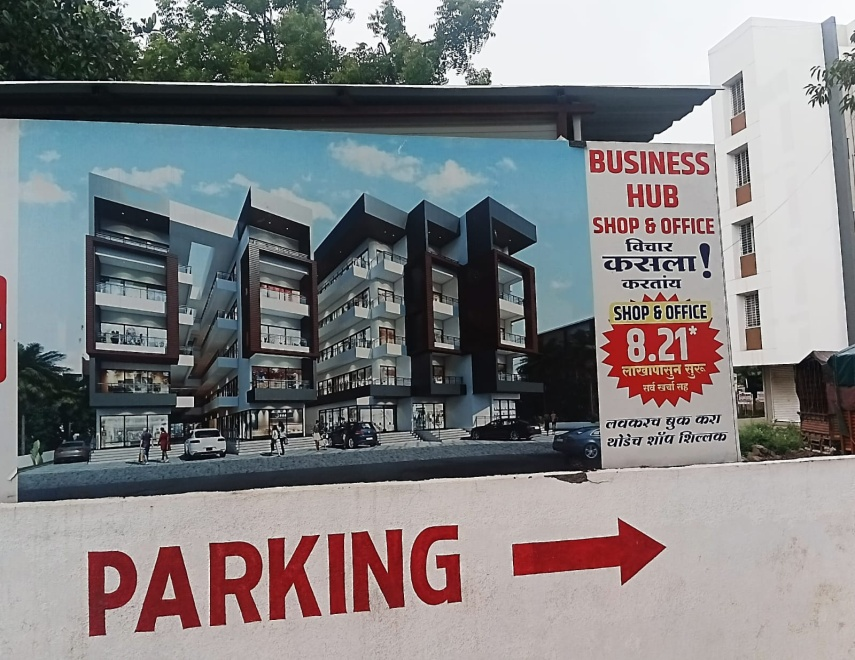 BUSINESS
HUB
SHOP & OFFICE
विचार
कसला !
करतांय
SHOP & OFFICE
8.21*
लाखापासुन सुरू
सर्व खर्चा सह
लवकरच बुक करा
थोडेच शॉप शिल्लक
PARKING